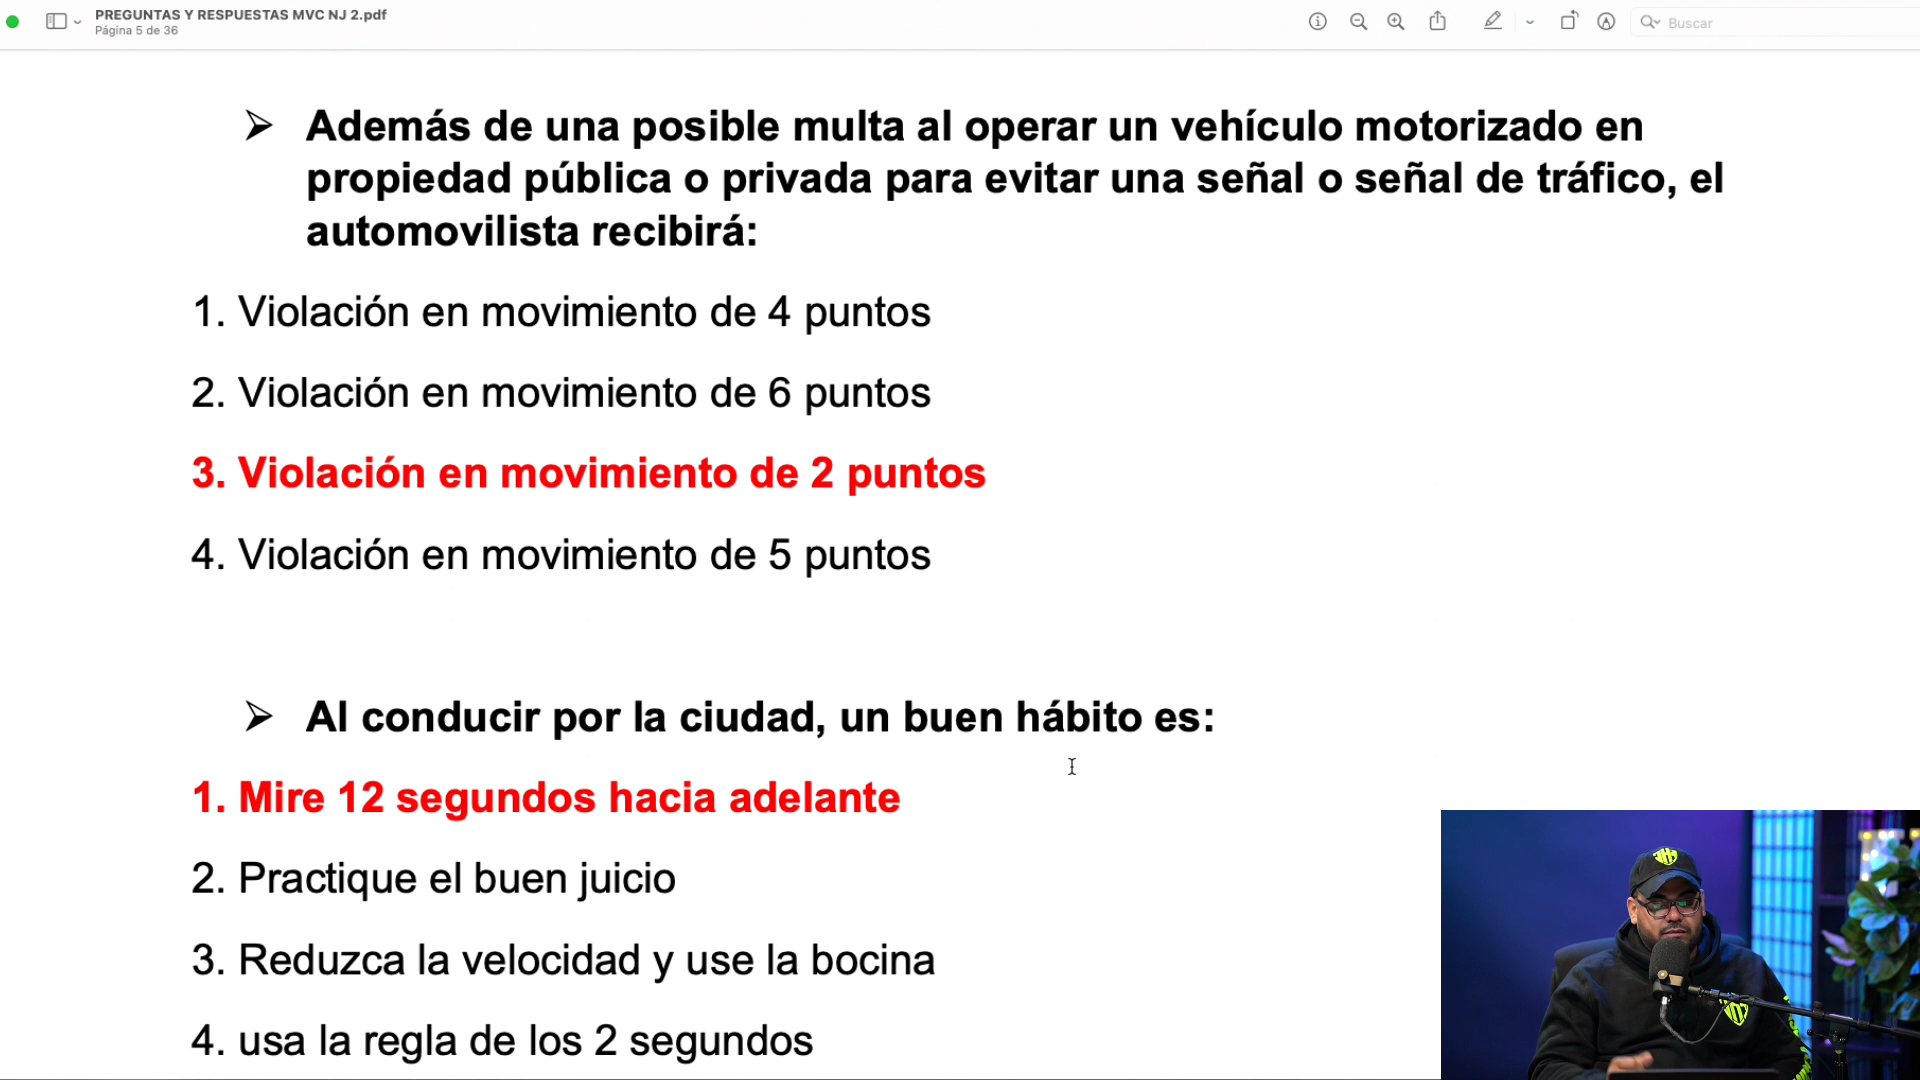 PREGUNTAS Y RESPUESTAS MVC NJ 2.pdf
Página 5 de 36
Buscar
➢ Además de una posible multa al operar un vehículo motorizado en
propiedad pública o privada para evitar una señal o señal de tráfico, el
automovilista recibirá:
1. Violación en movimiento de 4 puntos
2. Violación en movimiento de 6 puntos
3. Violación en movimiento de 2 puntos
4. Violación en movimiento de 5 puntos
➢ Al conducir por la ciudad, un buen hábito es:
1. Mire 12 segundos hacia adelante
2. Practique el buen juicio
3. Reduzca la velocidad y use la bocina
4. usa la regla de los 2 segundos